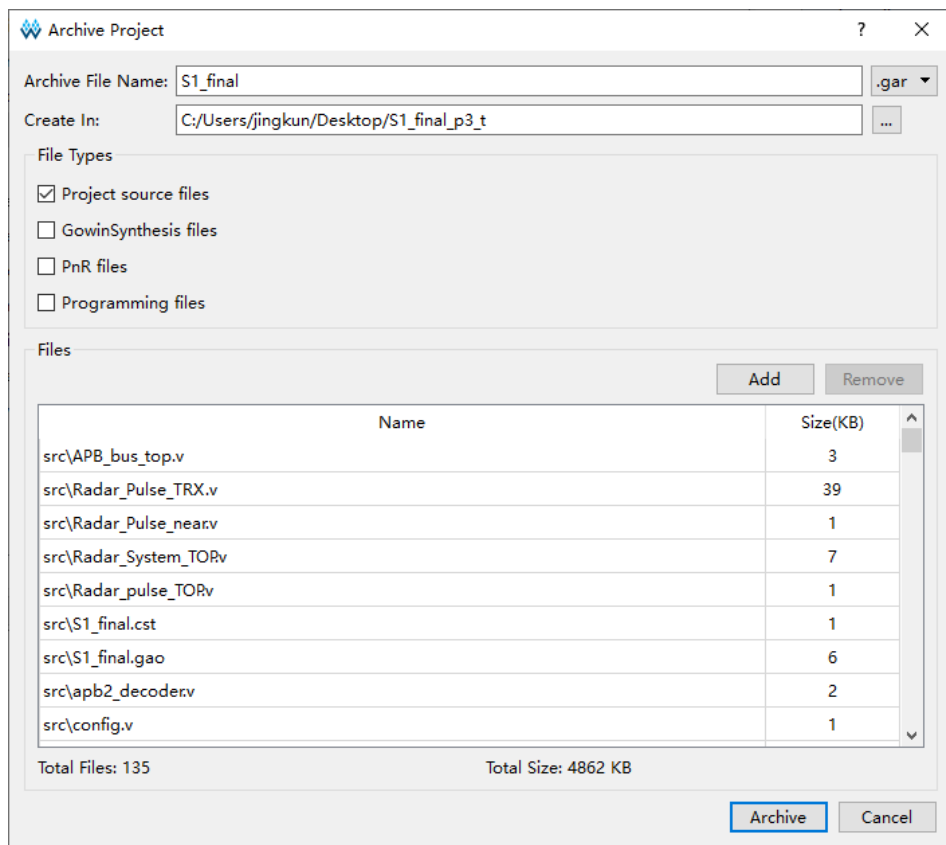 Archive Project ? ×
Archive File Name: S1_final .gar
Create In: C:/Users/jingkun/Desktop/S1_final_p3_t ...
File Types
Project source files
GowinSynthesis files
PnR files
Programming files
Files
Add Remove
Name Size(KB)
src\APB_bus_top.v 3
src\Radar_Pulse_TRX.v 39
src\Radar_Pulse_near.v 1
src\Radar_System_TOP.v 7
src\Radar_pulse_TOP.v 1
src\S1_final.cst 1
src\S1_final.gao 6
src\apb2_decoder.v 2
src\config.v 1
Total Files: 135 Total Size: 4862 KB
Archive Cancel